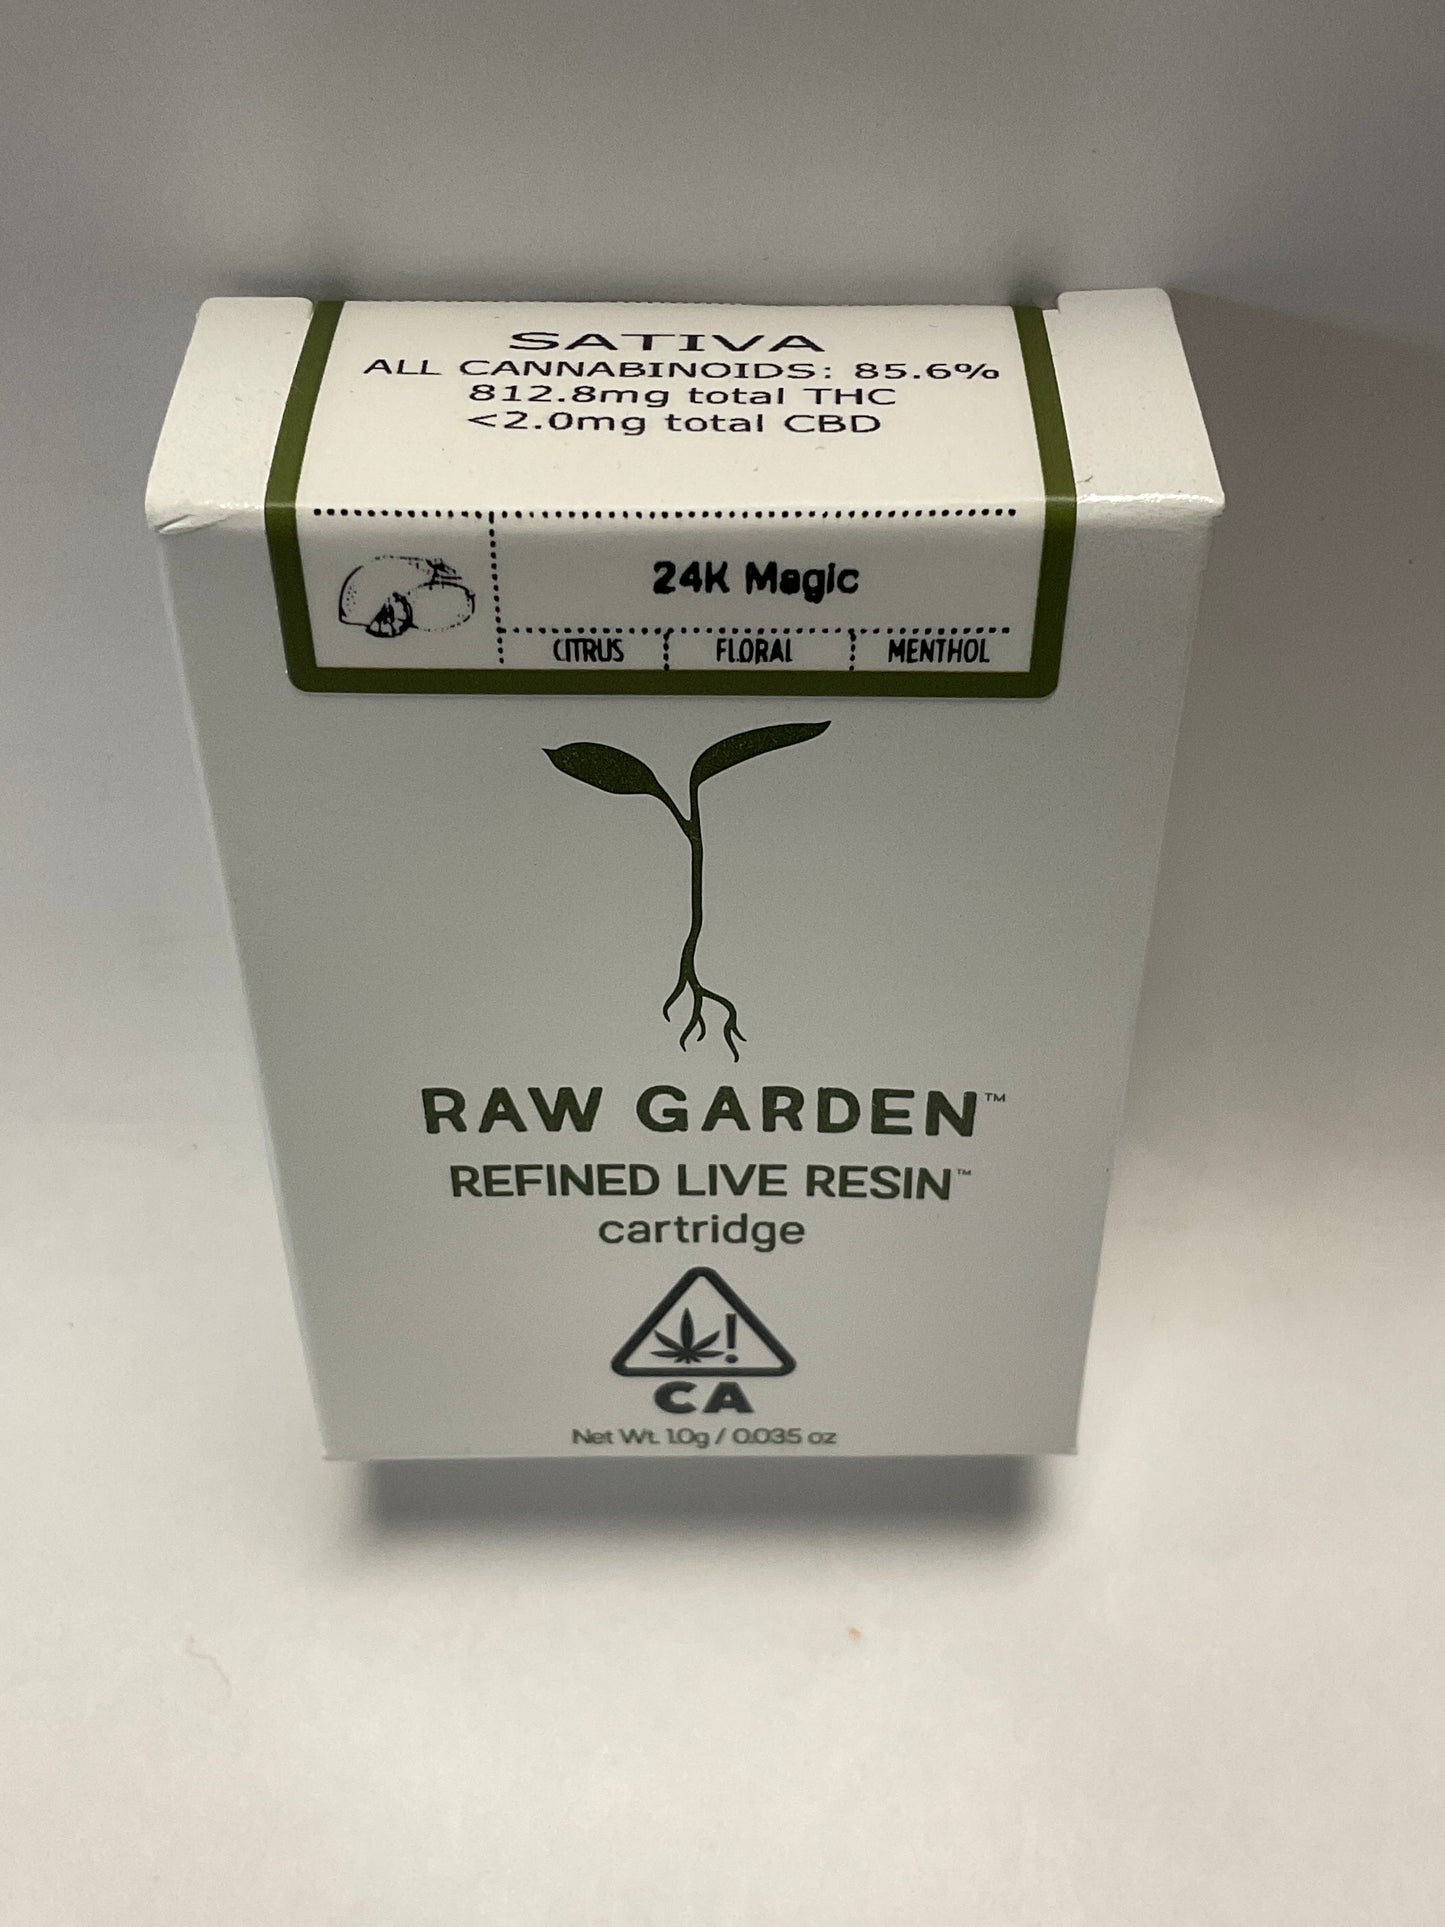 SATIVA
ALL CANNABINOIDS: 85.6%
812.8mg total THC
<2.0mg total CBD
24K Magic
CITRUS FLORAL MENTHOL
RAW GARDEN™
REFINED LIVE RESIN™
cartridge
!
CA
Net Wt. 1.0g / 0.035 oz